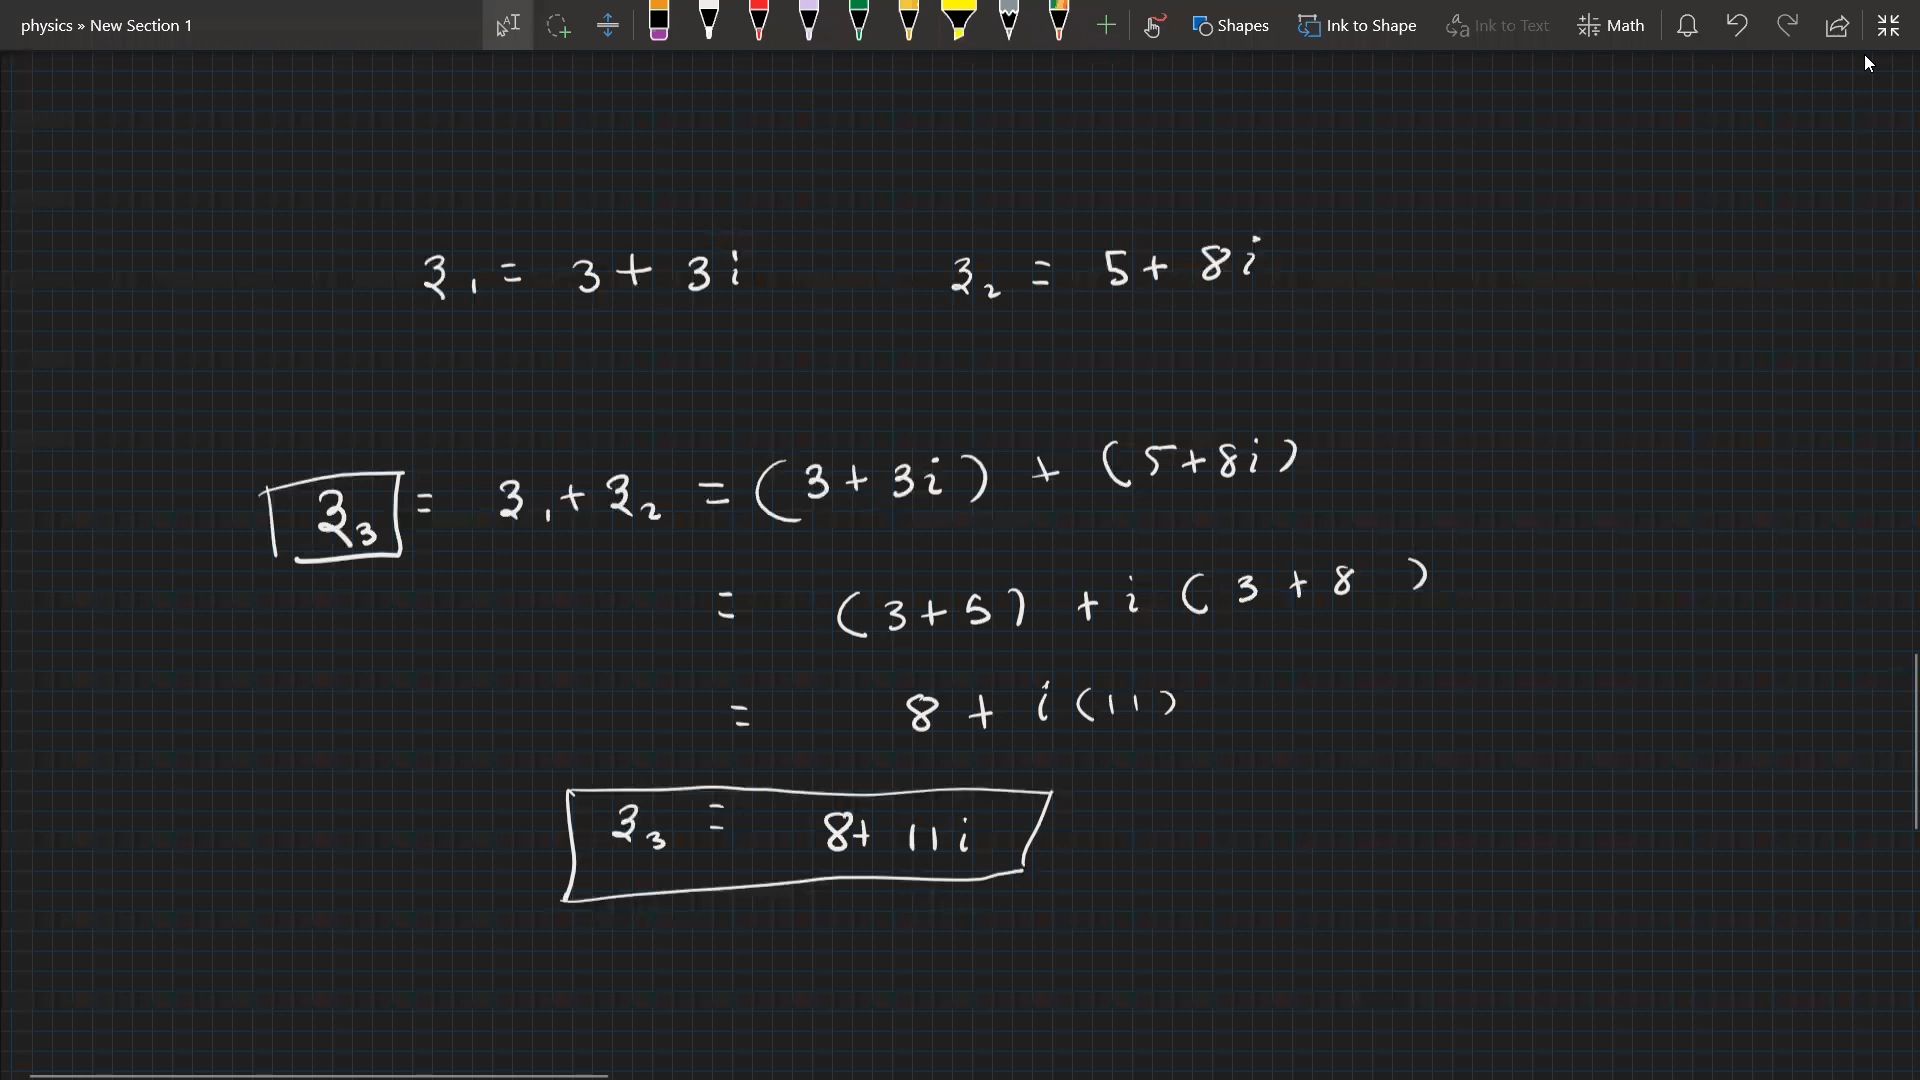 physics » New Section 1 Shapes Ink to Shape Ink to Text Math
z₁ = 3 + 3i z₂ = 5 + 8i
z₃ = z₁ + z₂ = (3 + 3i) + (5+8i)
= (3+5) + i (3 + 8)
= 8 + i (11)
z₃ = 8+ 11i